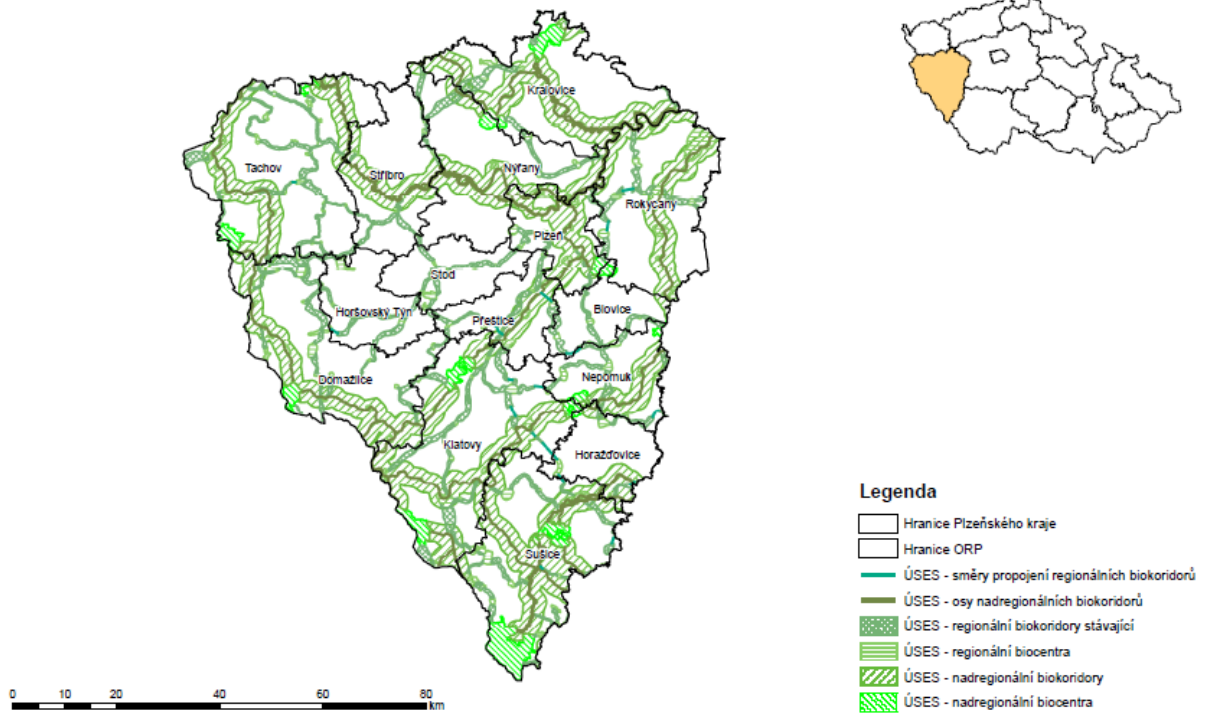 Kralovice
Tachov
Stříbro
Nýřany
Rokycany
Plzeň
Stod
Horšovský Týn
Přeštice
Blovice
Domažlice
Nepomuk
Klatovy
Horažďovice
Sušice
Legenda
Hranice Plzeňského kraje
Hranice ORP
ÚSES - směry propojení regionálních biokoridorů
ÚSES - osy nadregionálních biokoridorů
ÚSES - regionální biokoridory stávající
ÚSES - regionální biocentra
ÚSES - nadregionální biokoridory
ÚSES - nadregionální biocentra
0 10 20 40 60 80
km